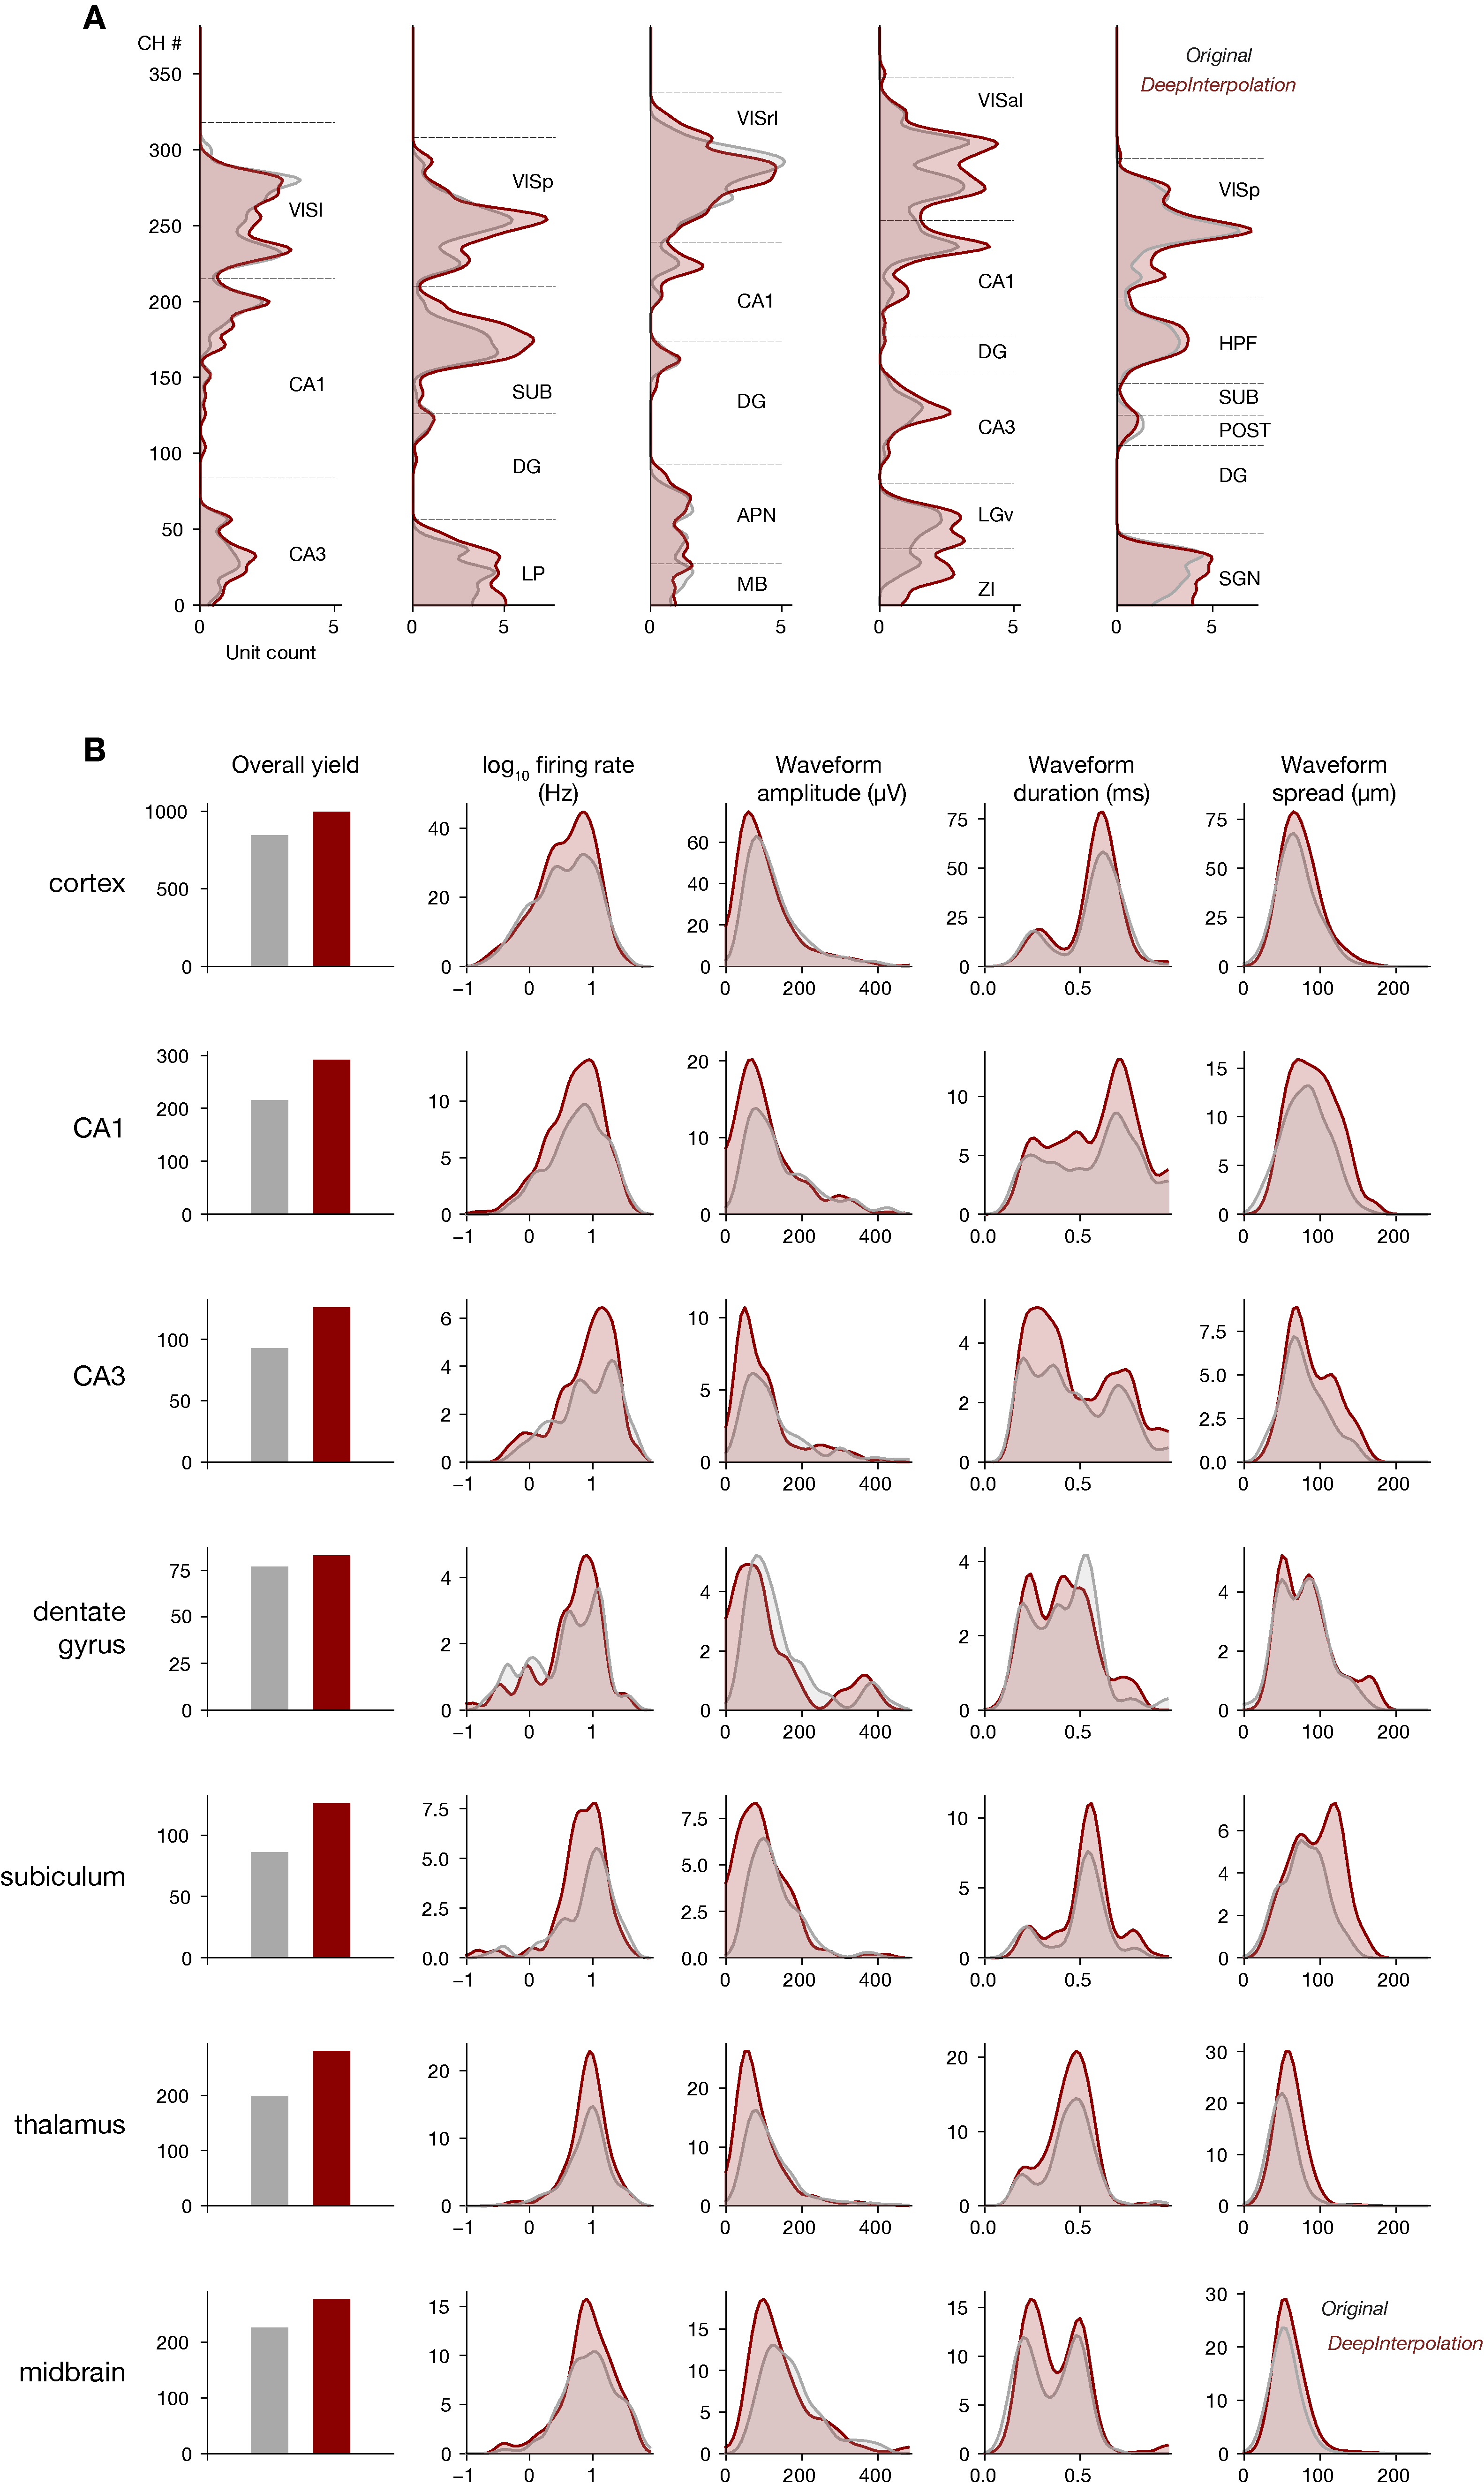 A
CH #
350
300
250
200
150
100
50
0
VISl
CA1
CA3
0 5
Unit count
VISp
SUB
DG
LP
0 5
VISrl
CA1
DG
APN
MB
0 5
VISal
CA1
DG
CA3
LGv
ZI
0 5
Original
DeepInterpolation
VISp
HPF
SUB
POST
DG
SGN
0 5
B
Overall yield
log10 firing rate
(Hz)
Waveform
amplitude (µV)
Waveform
duration (ms)
Waveform
spread (µm)
cortex
1000
500
0
40
20
0
−1 0 1
60
40
20
0
0 200 400
75
50
25
0
0.0 0.5
75
50
25
0
0 100 200
CA1
300
200
100
0
10
5
0
−1 0 1
20
10
0
0 200 400
10
5
0
0.0 0.5
15
10
5
0
0 100 200
CA3
100
50
0
6
4
2
0
−1 0 1
10
5
0
0 200 400
4
2
0
0.0 0.5
7.5
5.0
2.5
0.0
0 100 200
dentate
gyrus
75
50
25
0
4
2
0
−1 0 1
4
2
0
0 200 400
4
2
0
0.0 0.5
4
2
0
0 100 200
subiculum
100
50
0
7.5
5.0
2.5
0.0
−1 0 1
7.5
5.0
2.5
0.0
0 200 400
10
5
0
0.0 0.5
6
4
2
0
0 100 200
thalamus
200
100
0
20
10
0
−1 0 1
20
10
0
0 200 400
20
10
0
0.0 0.5
30
20
10
0
0 100 200
midbrain
200
100
0
15
10
5
0
−1 0 1
15
10
5
0
0 200 400
15
10
5
0
0.0 0.5
30
20
10
0
0 100 200
Original
DeepInterpolation